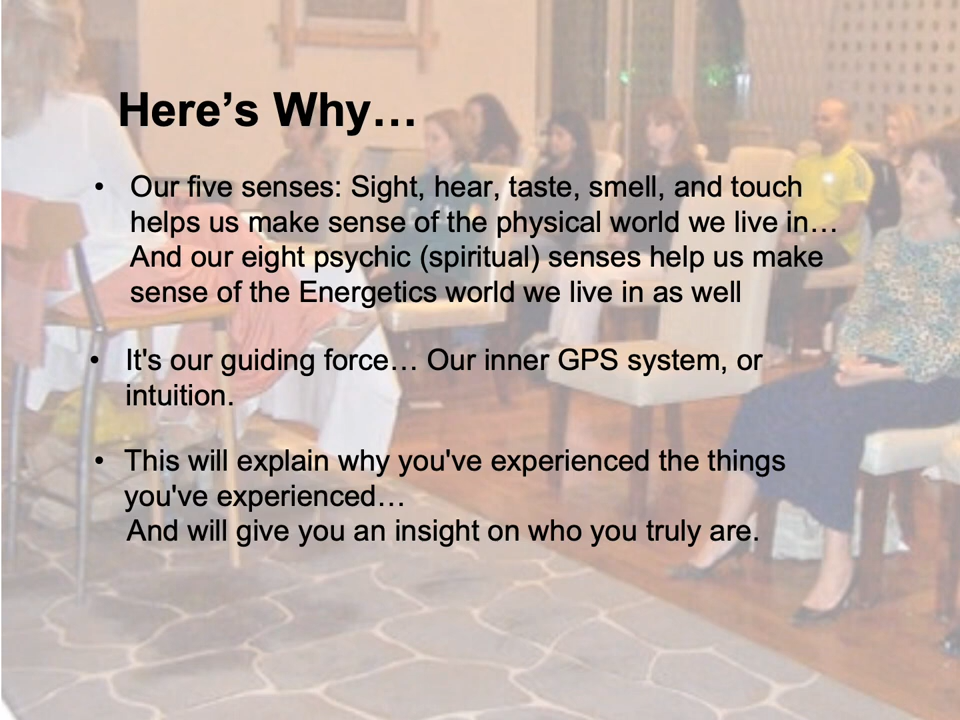 Here’s Why…
• Our five senses: Sight, hear, taste, smell, and touch
helps us make sense of the physical world we live in…
And our eight psychic (spiritual) senses help us make
sense of the Energetics world we live in as well
• It's our guiding force… Our inner GPS system, or
intuition.
• This will explain why you've experienced the things
you've experienced…
And will give you an insight on who you truly are.